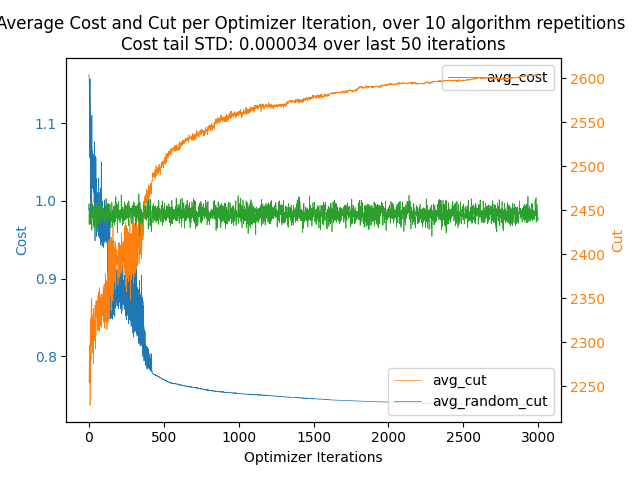 Average Cost and Cut per Optimizer Iteration, over 10 algorithm repetitions
Cost tail STD: 0.000034 over last 50 iterations
avg_cost
1.1
1.0
0.9
0.8
Cost
2600
2550
2500
2450
2400
2350
2300
2250
Cut
avg_cut
avg_random_cut
0 500 1000 1500 2000 2500 3000
Optimizer Iterations